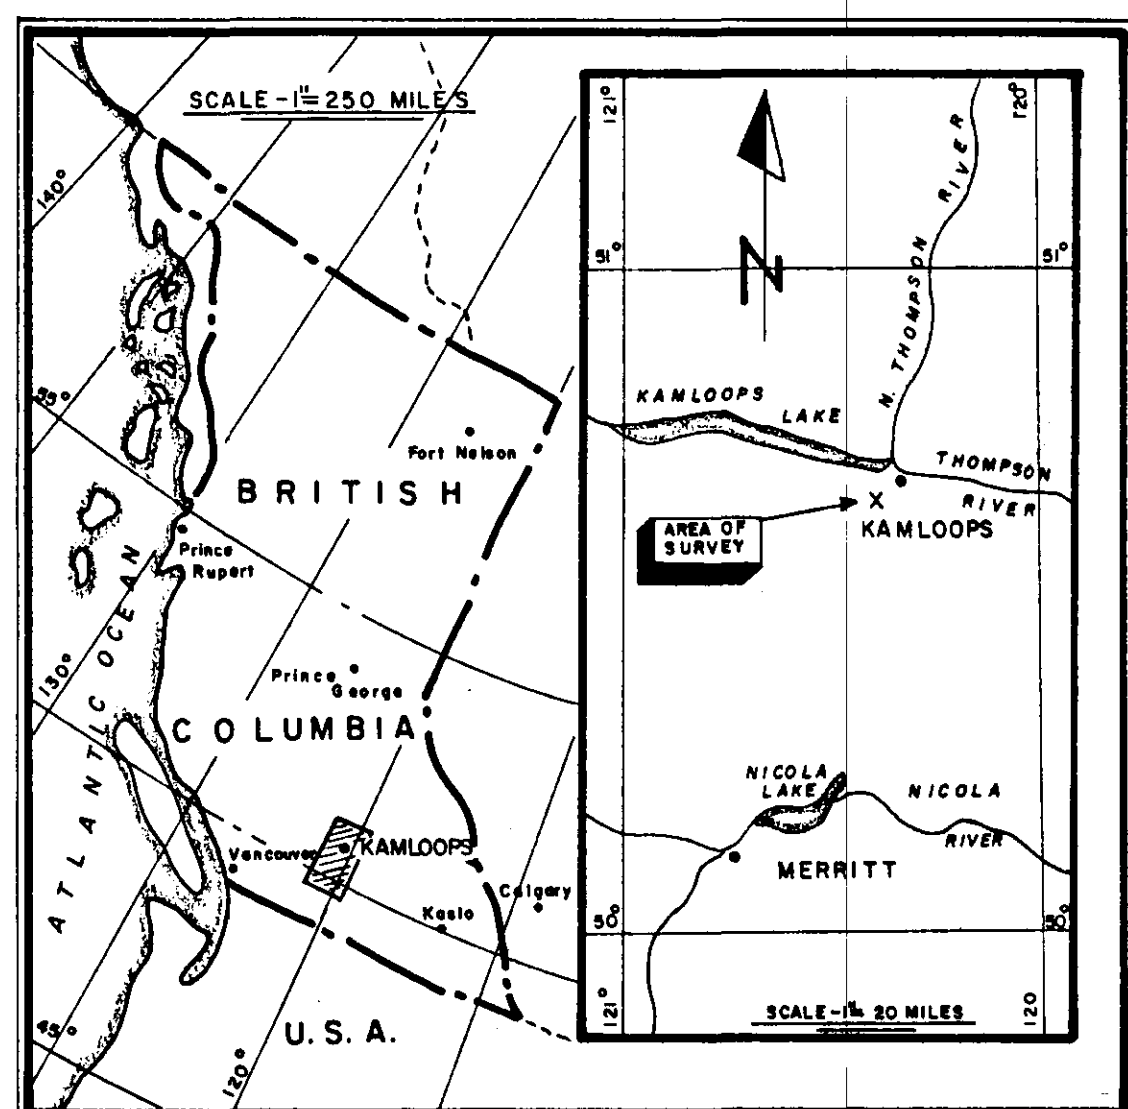 SCALE - 1" = 250 MILES
140°
55°
Fort Nelson
BRITISH
Prince
Rupert
ATLANTIC OCEAN
130°
Prince
George
COLUMBIA
Vancouver
KAMLOOPS
Calgary
Kaslo
45°
U.S.A.
120°
121°
120°
N
51°
51°
N. THOMPSON RIVER
KAMLOOPS
LAKE
THOMPSON
RIVER
AREA OF
SURVEY
X
KAMLOOPS
NICOLA
LAKE
NICOLA
RIVER
MERRITT
50°
50°
121°
120
SCALE - 1" = 20 MILES